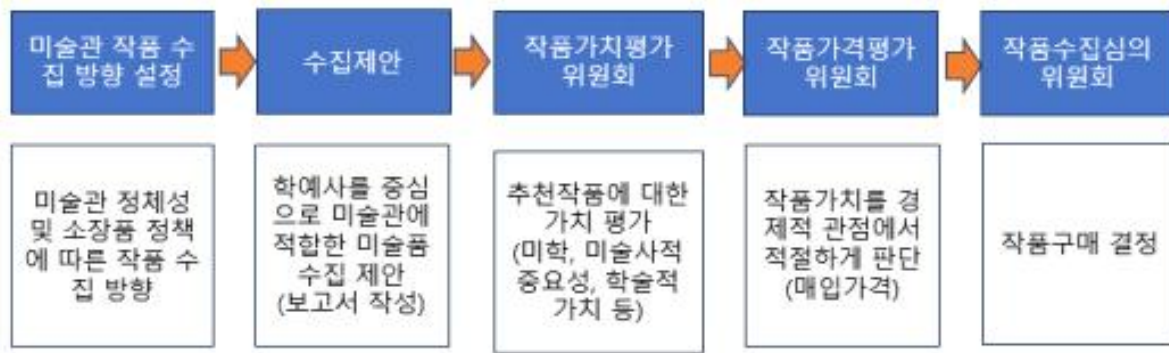 미술관 작품 수
집 방향 설정
수집제안
작품가치평가
위원회
작품가격평가
위원회
작품수집심의
위원회
미술관 정체성
및 소장품 정책
에 따른 작품 수
집 방향
학예사를 중심
으로 미술관에
적합한 미술품
수집 제안
(보고서 작성)
추천작품에 대한
가치 평가
(미학, 미술사적
중요성, 학술적
가치 등)
작품가치를 경
제적 관점에서
적절하게 판단
(매입가격)
작품구매 결정